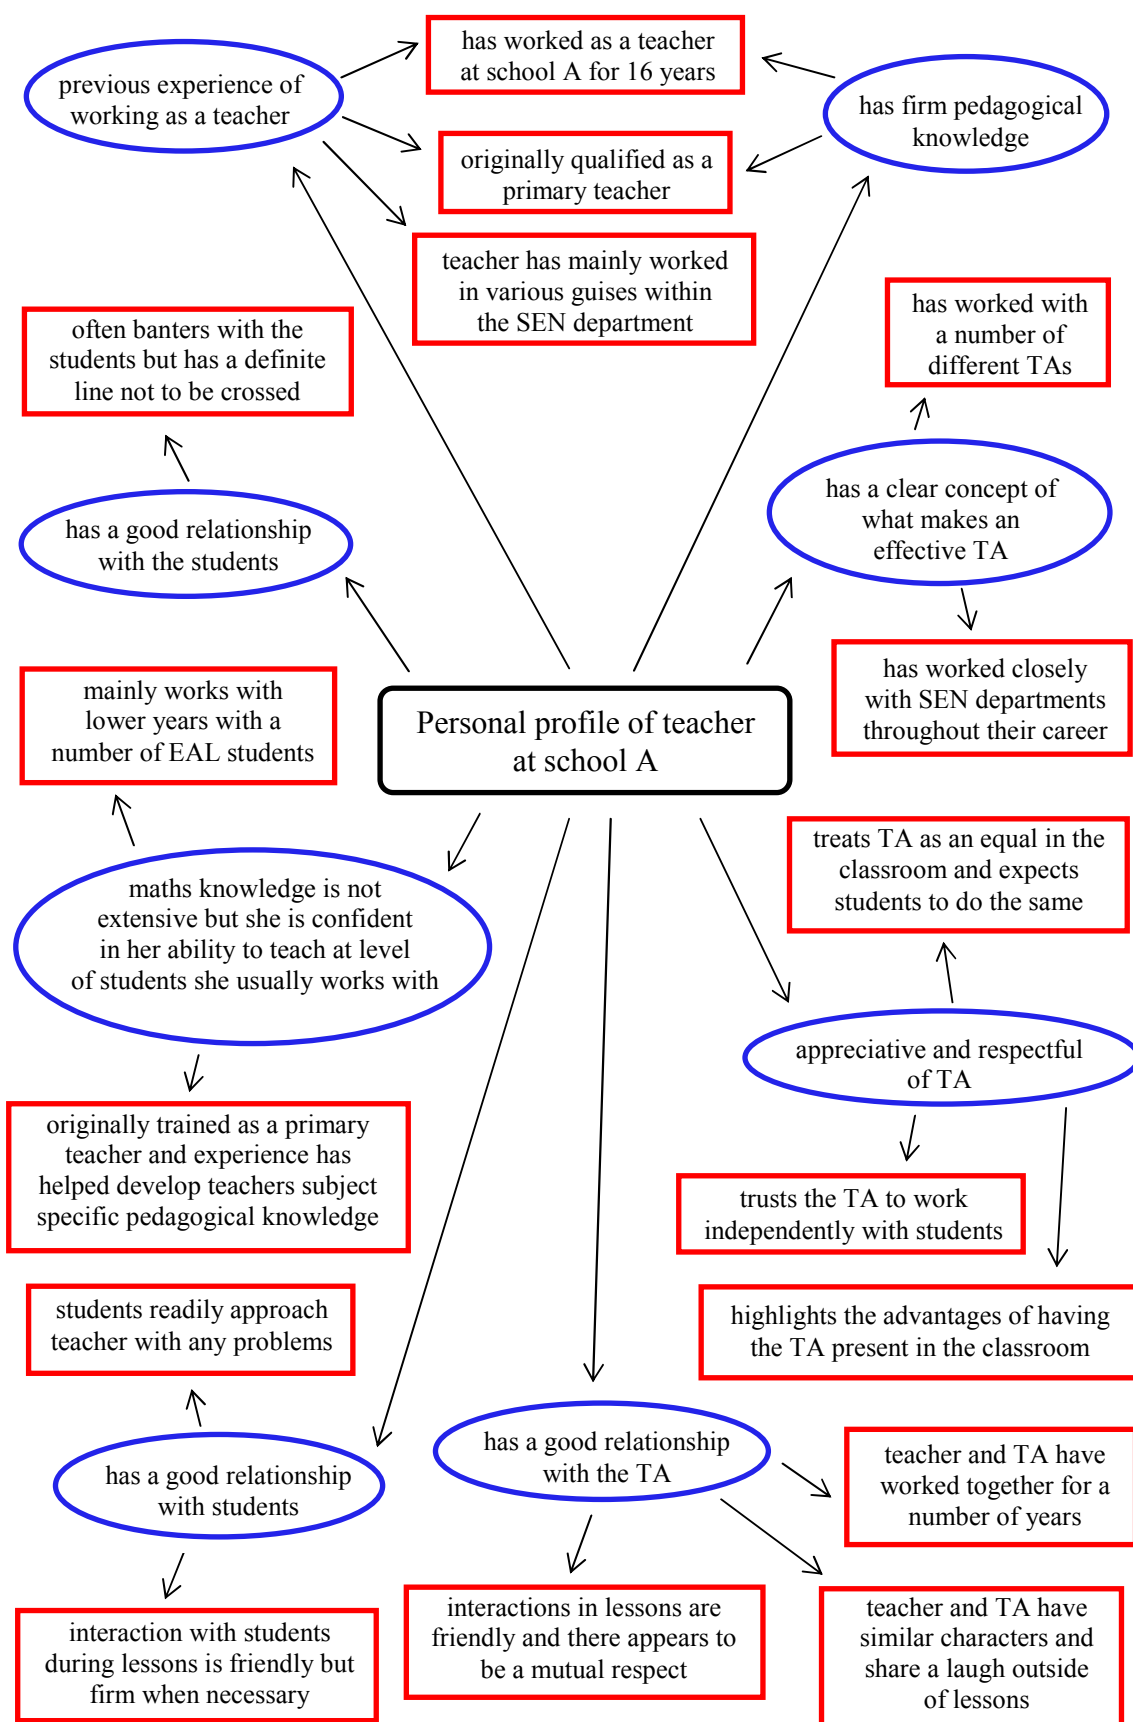 has worked as a teacher
at school A for 16 years
previous experience of
working as a teacher
has firm pedagogical
knowledge
originally qualified as a
primary teacher
teacher has mainly worked
in various guises within
the SEN department
has worked with
a number of
different TAs
often banters with the
students but has a definite
line not to be crossed
has a clear concept of
what makes an
effective TA
has a good relationship
with the students
has worked closely
with SEN departments
throughout their career
mainly works with
lower years with a
number of EAL students
Personal profile of teacher
at school A
treats TA as an equal in the
classroom and expects
students to do the same
maths knowledge is not
extensive but she is confident
in her ability to teach at level
of students she usually works with
appreciative and respectful
of TA
originally trained as a primary
teacher and experience has
helped develop teachers subject
specific pedagogical knowledge
trusts the TA to work
independently with students
students readily approach
teacher with any problems
highlights the advantages of having
the TA present in the classroom
has a good relationship
with students
has a good relationship
with the TA
teacher and TA have
worked together for a
number of years
interaction with students
during lessons is friendly but
firm when necessary
interactions in lessons are
friendly and there appears to
be a mutual respect
teacher and TA have
similar characters and
share a laugh outside
of lessons